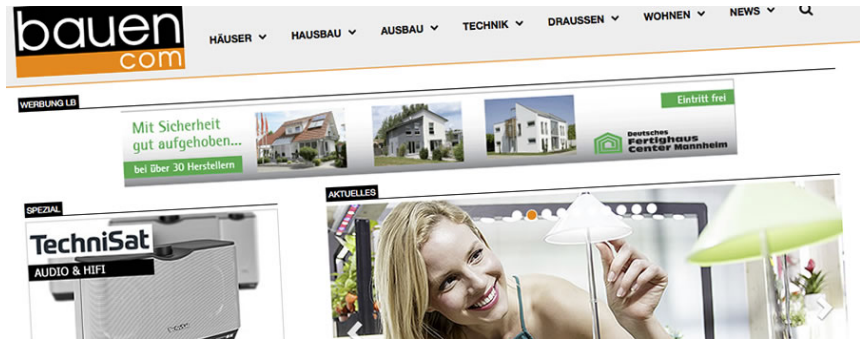 bauen
com
HÄUSER HAUSBAU AUSBAU TECHNIK DRAUSSEN WOHNEN NEWS
WERBUNG LB
Mit Sicherheit
gut aufgehoben...
bei über 30 Herstellern
Eintritt frei
Deutsches
Fertighaus
Center Mannheim
SPEZIAL
TechniSat
AUDIO & HIFI
AKTUELLES